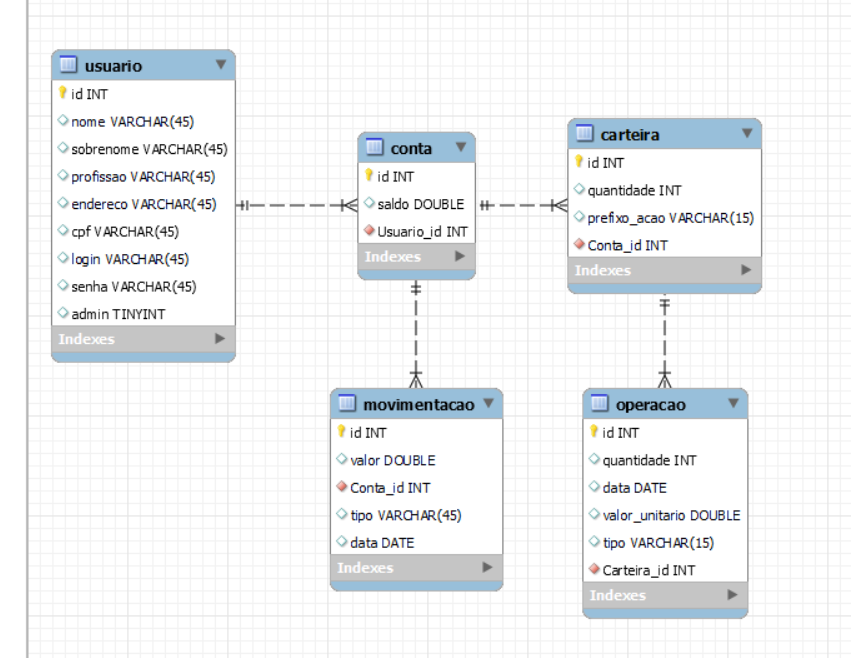 usuario
id INT
nome VARCHAR(45)
sobrenome VARCHAR(45)
profissao VARCHAR(45)
endereco VARCHAR(45)
cpf VARCHAR(45)
login VARCHAR(45)
senha VARCHAR(45)
admin TINYINT
Indexes
conta
id INT
saldo DOUBLE
Usuario_id INT
Indexes
carteira
id INT
quantidade INT
prefixo_acao VARCHAR(15)
Conta_id INT
Indexes
movimentacao
id INT
valor DOUBLE
Conta_id INT
tipo VARCHAR(45)
data DATE
Indexes
operacao
id INT
quantidade INT
data DATE
valor_unitario DOUBLE
tipo VARCHAR(15)
Carteira_id INT
Indexes